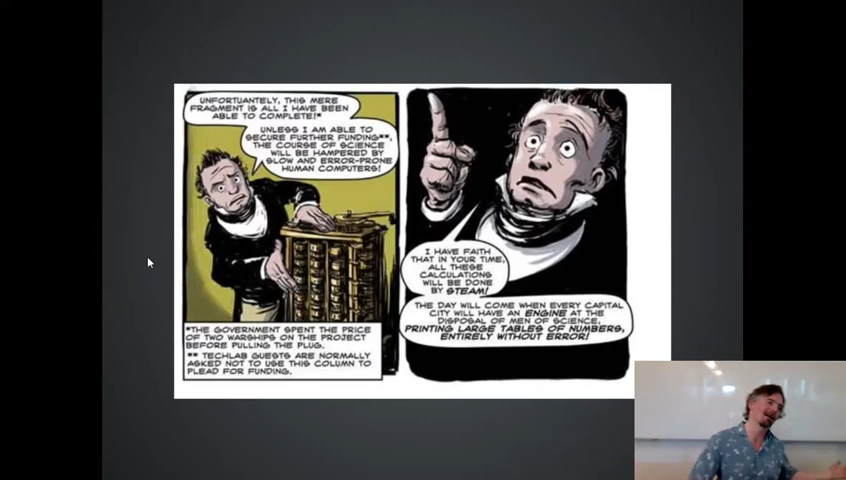 UNFORTUANTELY, THIS MERE
FRAGMENT IS ALL I HAVE BEEN
ABLE TO COMPLETE!*
UNLESS I AM ABLE TO
SECURE FURTHER FUNDING**,
THE COURSE OF SCIENCE
WILL BE HAMPERED BY
SLOW AND ERROR-PRONE
HUMAN COMPUTERS!
*THE GOVERNMENT SPENT THE PRICE
OF TWO WARSHIPS ON THE PROJECT
BEFORE PULLING THE PLUG.
** TECHLAB GUESTS ARE NORMALLY
ASKED NOT TO USE THIS COLUMN TO
PLEAD FOR FUNDING.
I HAVE FAITH
THAT IN YOUR TIME,
ALL THESE
CALCULATIONS
WILL BE DONE
BY STEAM!
THE DAY WILL COME WHEN EVERY CAPITAL
CITY WILL HAVE AN ENGINE AT THE
DISPOSAL OF MEN OF SCIENCE,
PRINTING LARGE TABLES OF NUMBERS,
ENTIRELY WITHOUT ERROR!